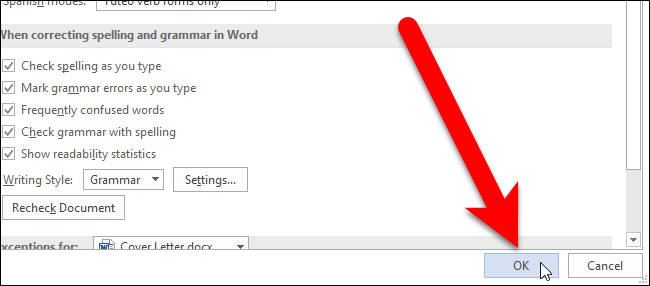 Spanish modes: Tuteo verb forms only
When correcting spelling and grammar in Word
Check spelling as you type
Mark grammar errors as you type
Frequently confused words
Check grammar with spelling
Show readability statistics
Writing Style: Grammar Settings...
Recheck Document
xceptions for: Cover Letter.docx
OK Cancel